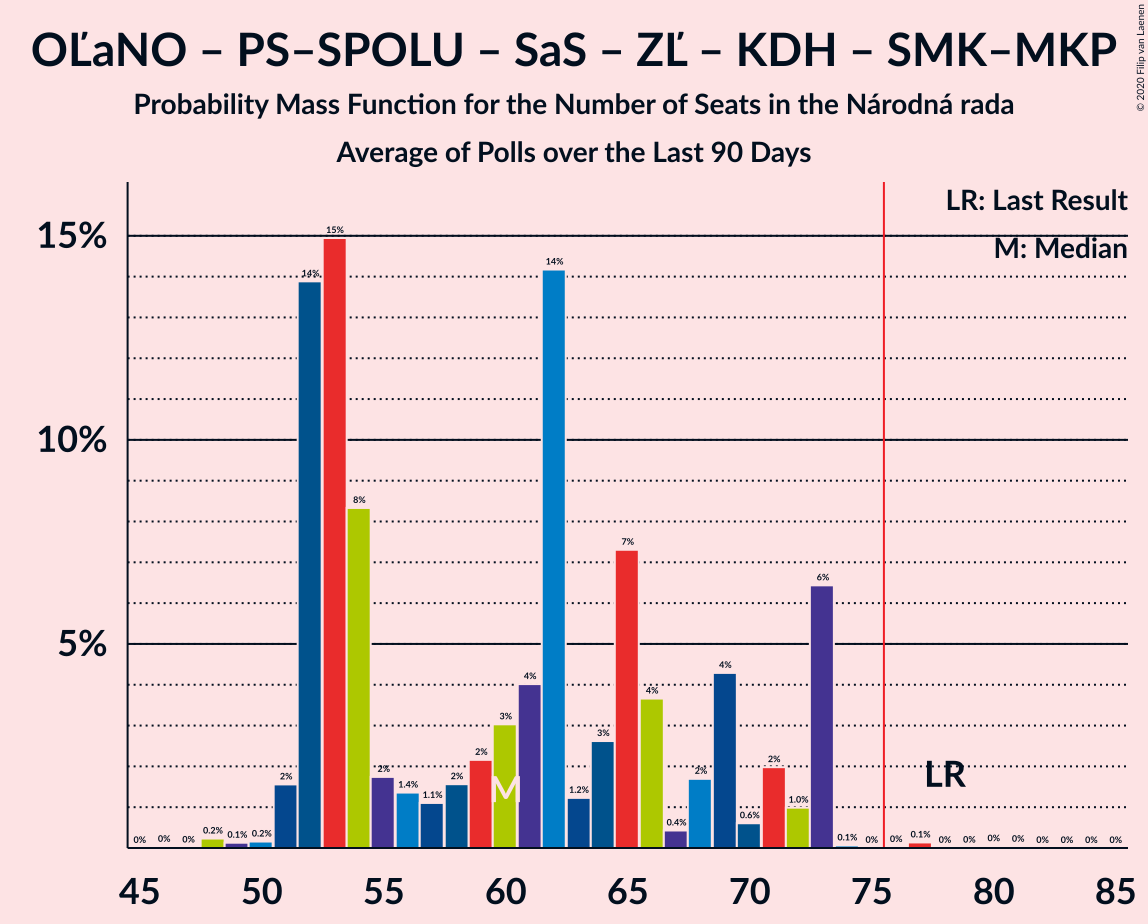 OĽaNO – PS–SPOLU – SaS – ZĽ – KDH – SMK–MKP
Probability Mass Function for the Number of Seats in the Národná rada
Average of Polls over the Last 90 Days
© 2020 Filip van Laenen
LR: Last Result
M: Median
15%
10%
5%
0% 0% 0% 0.2% 0.1% 0.2% 2% 14% 15% 8% 2% 1.4% 1.1% 2% 2% 3% 4% 14% 1.2% 3% 7% 4% 0.4% 2% 4% 0.6% 2% 1.0% 6% 0.1% 0% 0% 0.1% 0% 0% 0% 0% 0% 0% 0% 0%
M
LR
45 50 55 60 65 70 75 80 85